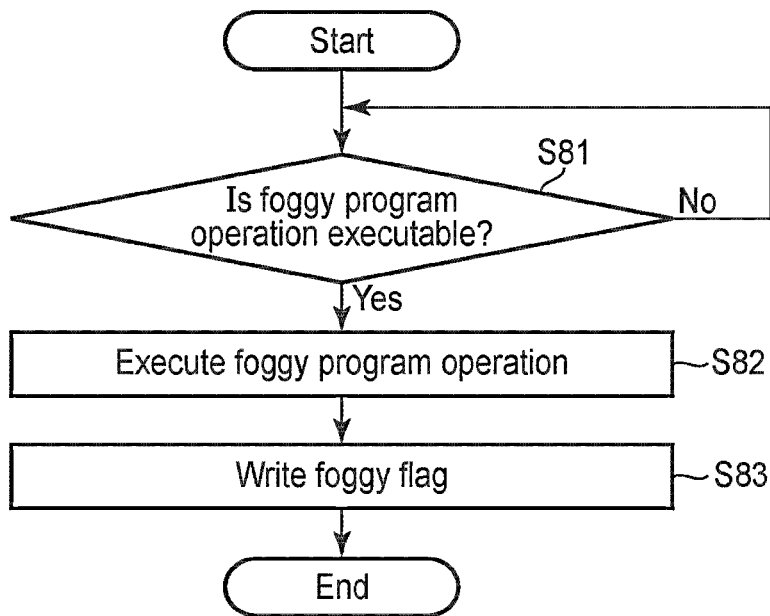 Start
S81
Is foggy program
operation executable?
No
Yes
Execute foggy program operation
S82
Write foggy flag
S83
End